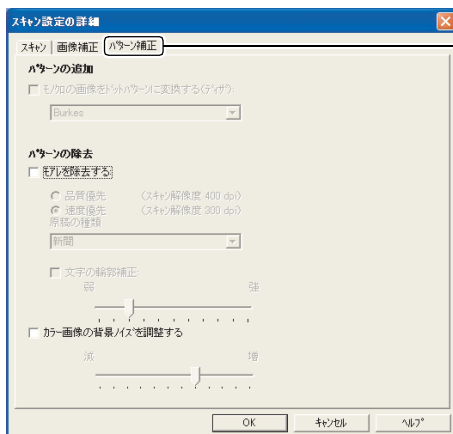 スキャン設定の詳細
スキャン 画像補正 パターン補正
パターンの追加
モノクロの画像をドットパターンに変換する(ディザ):
Burkes
パターンの除去
モアレを除去する:
品質優先 (スキャン解像度 400 dpi)
速度優先 (スキャン解像度 300 dpi)
原稿の種類
新聞
文字の輪郭補正:
弱 強
カラー画像の背景ノイズを調整する
減 増
OK キャンセル ヘルプ